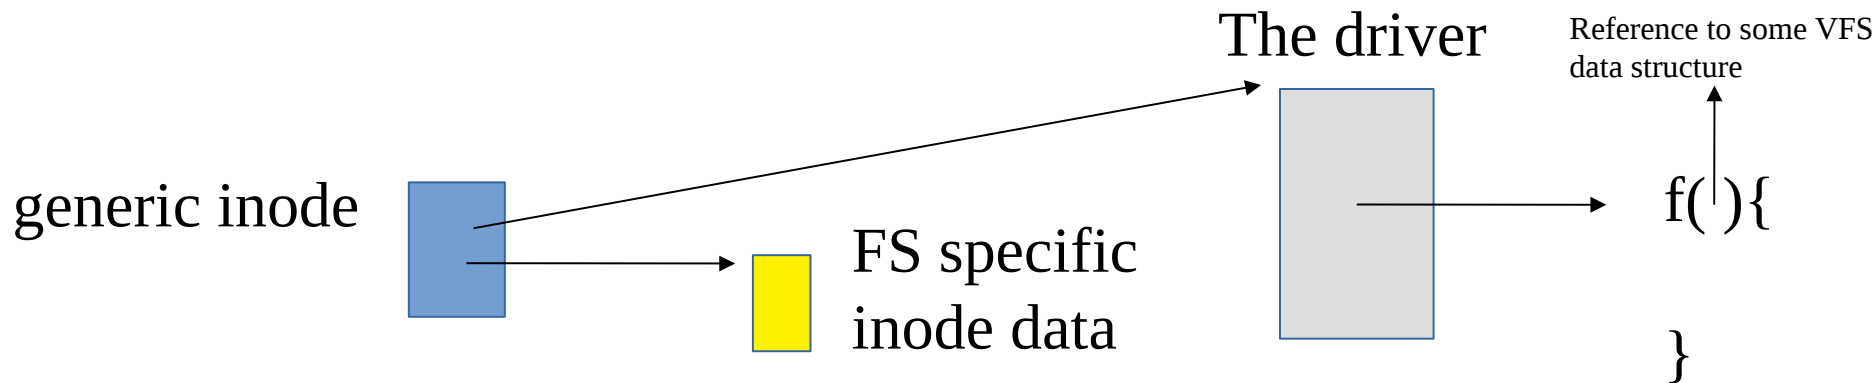 The driver
Reference to some VFS
data structure
generic inode
f( ){
FS specific
inode data
}